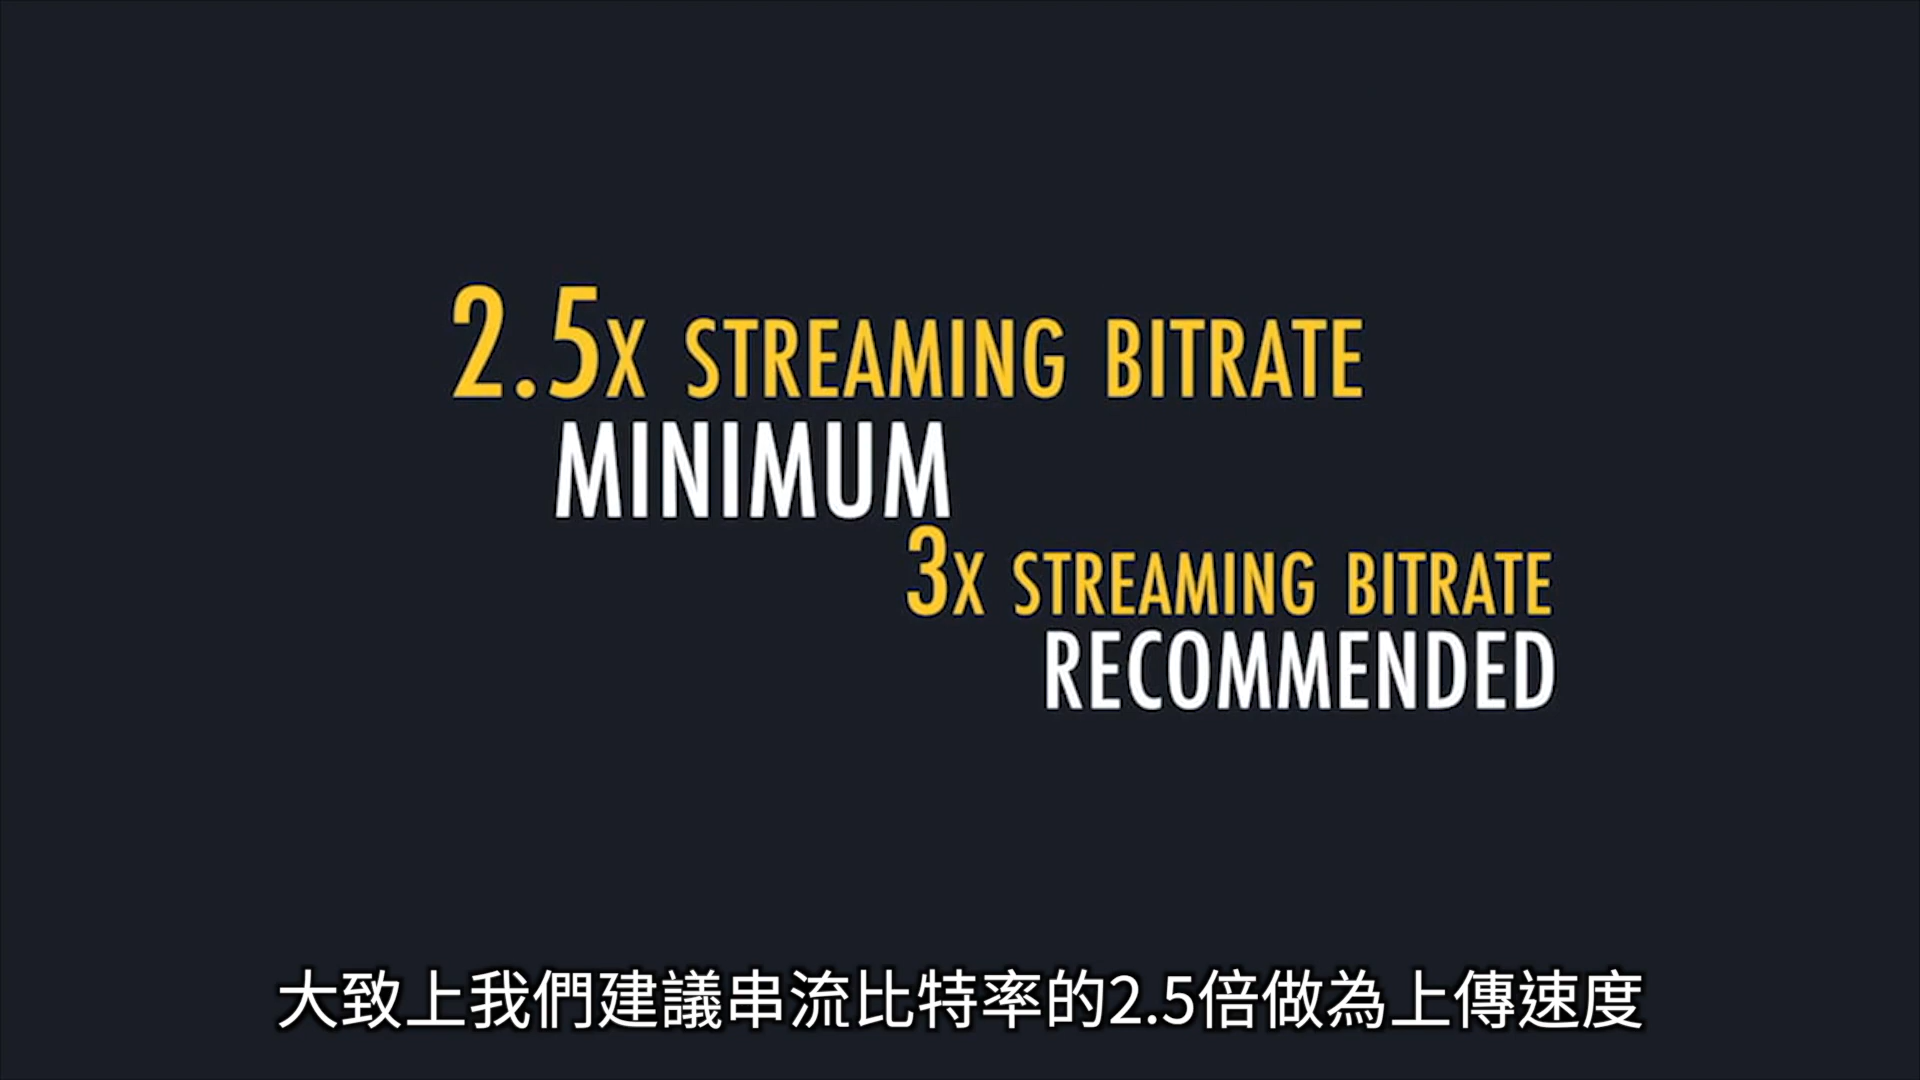 2.5X STREAMING BITRATE
MINIMUM
3X STREAMING BITRATE
RECOMMENDED
大致上我們建議串流比特率的2.5倍做為上傳速度